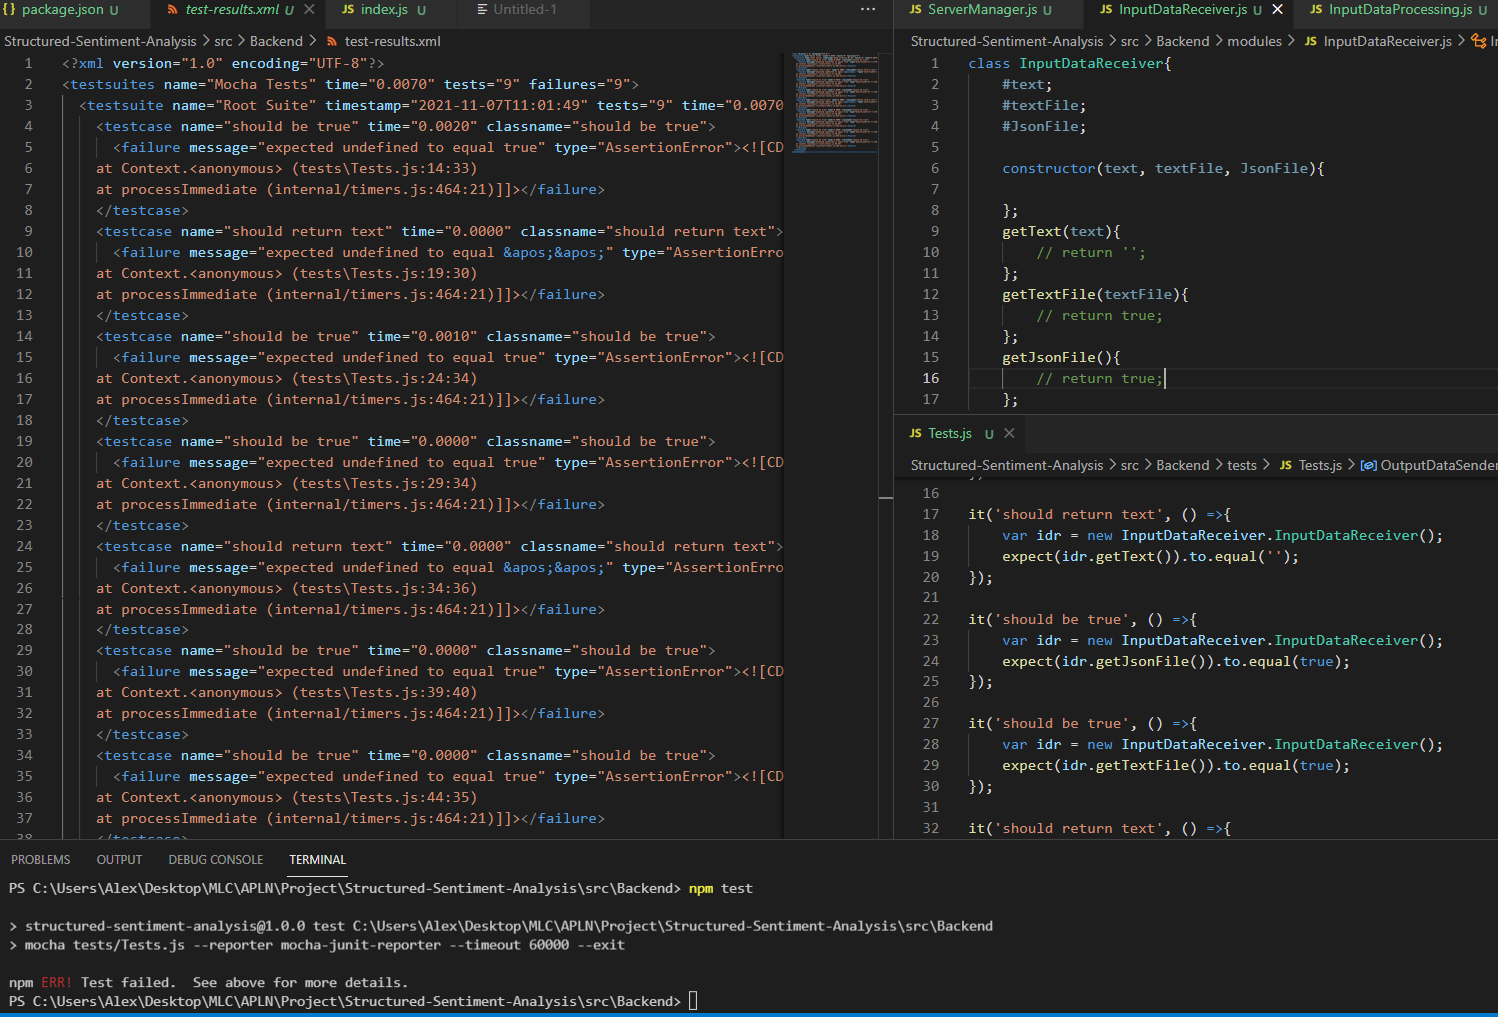 {} package.json U
test-results.xml U
JS index.js U
Untitled-1
...
Structured-Sentiment-Analysis > src > Backend > test-results.xml
1 <?xml version="1.0" encoding="UTF-8"?>
2 <testsuites name="Mocha Tests" time="0.0070" tests="9" failures="9">
3 <testsuite name="Root Suite" timestamp="2021-11-07T11:01:49" tests="9" time="0.0070
4 <testcase name="should be true" time="0.0020" classname="should be true">
5 <failure message="expected undefined to equal true" type="AssertionError"><![CD
6 at Context.<anonymous> (tests\Tests.js:14:33)
7 at processImmediate (internal/timers.js:464:21)]]></failure>
8 </testcase>
9 <testcase name="should return text" time="0.0000" classname="should return text">
10 <failure message="expected undefined to equal &apos;&apos;" type="AssertionErro
11 at Context.<anonymous> (tests\Tests.js:19:30)
12 at processImmediate (internal/timers.js:464:21)]]></failure>
13 </testcase>
14 <testcase name="should be true" time="0.0010" classname="should be true">
15 <failure message="expected undefined to equal true" type="AssertionError"><![CD
16 at Context.<anonymous> (tests\Tests.js:24:34)
17 at processImmediate (internal/timers.js:464:21)]]></failure>
18 </testcase>
19 <testcase name="should be true" time="0.0000" classname="should be true">
20 <failure message="expected undefined to equal true" type="AssertionError"><![CD
21 at Context.<anonymous> (tests\Tests.js:29:34)
22 at processImmediate (internal/timers.js:464:21)]]></failure>
23 </testcase>
24 <testcase name="should return text" time="0.0000" classname="should return text">
25 <failure message="expected undefined to equal &apos;&apos;" type="AssertionErro
26 at Context.<anonymous> (tests\Tests.js:34:36)
27 at processImmediate (internal/timers.js:464:21)]]></failure>
28 </testcase>
29 <testcase name="should be true" time="0.0000" classname="should be true">
30 <failure message="expected undefined to equal true" type="AssertionError"><![CD
31 at Context.<anonymous> (tests\Tests.js:39:40)
32 at processImmediate (internal/timers.js:464:21)]]></failure>
33 </testcase>
34 <testcase name="should be true" time="0.0000" classname="should be true">
35 <failure message="expected undefined to equal true" type="AssertionError"><![CD
36 at Context.<anonymous> (tests\Tests.js:44:35)
37 at processImmediate (internal/timers.js:464:21)]]></failure>
38 </testcase>
JS ServerManager.js U
JS InputDataReceiver.js U
JS InputDataProcessing.js U
Structured-Sentiment-Analysis > src > Backend > modules > JS InputDataReceiver.js > In
1 class InputDataReceiver{
2 #text;
3 #textFile;
4 #JsonFile;
5
6 constructor(text, textFile, JsonFile){
7
8 };
9 getText(text){
10 // return '';
11 };
12 getTextFile(textFile){
13 // return true;
14 };
15 getJsonFile(){
16 // return true;
17 };
JS Tests.js U
Structured-Sentiment-Analysis > src > Backend > tests > JS Tests.js > OutputDataSender
16
17 it('should return text', () =>{
18 var idr = new InputDataReceiver.InputDataReceiver();
19 expect(idr.getText()).to.equal('');
20 });
21
22 it('should be true', () =>{
23 var idr = new InputDataReceiver.InputDataReceiver();
24 expect(idr.getJsonFile()).to.equal(true);
25 });
26
27 it('should be true', () =>{
28 var idr = new InputDataReceiver.InputDataReceiver();
29 expect(idr.getTextFile()).to.equal(true);
30 });
31
32 it('should return text', () =>{
PROBLEMS OUTPUT DEBUG CONSOLE TERMINAL
PS C:\Users\Alex\Desktop\MLC\APLN\Project\Structured-Sentiment-Analysis\src\Backend> npm test
> structured-sentiment-analysis@1.0.0 test C:\Users\Alex\Desktop\MLC\APLN\Project\Structured-Sentiment-Analysis\src\Backend
> mocha tests/Tests.js --reporter mocha-junit-reporter --timeout 60000 --exit
npm ERR! Test failed.  See above for more details.
PS C:\Users\Alex\Desktop\MLC\APLN\Project\Structured-Sentiment-Analysis\src\Backend>